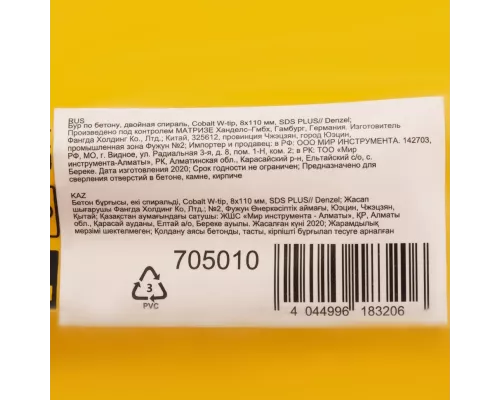 RUS
Бур по бетону, двойная спираль, Cobalt W-tip, 8х110 мм, SDS PLUS// Denzel;
Произведено под контролем МАТРИЗЕ Ханделс-Гмбх, Гамбург, Германия. Изготовитель
Фангда Холдинг Ко., Лтд.; Китай, 325632, провинция Чжэцзян, город Юэцин,
промышленная зона Фукун №2; Импортер и продавец: в РФ: ООО МИР ИНСТРУМЕНТА. 142703,
РФ, МО, г. Видное, ул. Радиальная 3-я, д. 8, пом. 1-Н, ком. 2; в РК: ТОО «Мир
инструмента-Алматы», РК, Алматинская обл., Карасайский р-н, Ельтайский с/о, с.
Береке. Дата изготовления 2020; Срок годности не ограничен; Предназначено для
сверления отверстий в бетоне, камне, кирпиче
KAZ
Бетон бұрғысы, екі спиральді, Cobalt W-tip, 8х110 мм, SDS PLUS// Denzel; Жасап
шығарушы Фангда Холдинг Ко., Лтд.; Фукун Өнеркәсіптік аймағы, Юэцин, Чжэцзян,
Қытай; Қазақстан аумағындағы сатушы: ЖШС «Мир инструмента - Алматы», ҚР, Алматы
обл., Қарасай ауданы, Елтай а/о, Береке ауылы. Жасалған күні 2020; Жарамдылық
мерзімі шектелмеген; Қолдану аясы бетонды, тасты, кірпішті бұрғылап тесуге арналған
705010
3
PVC
4 044996 183206